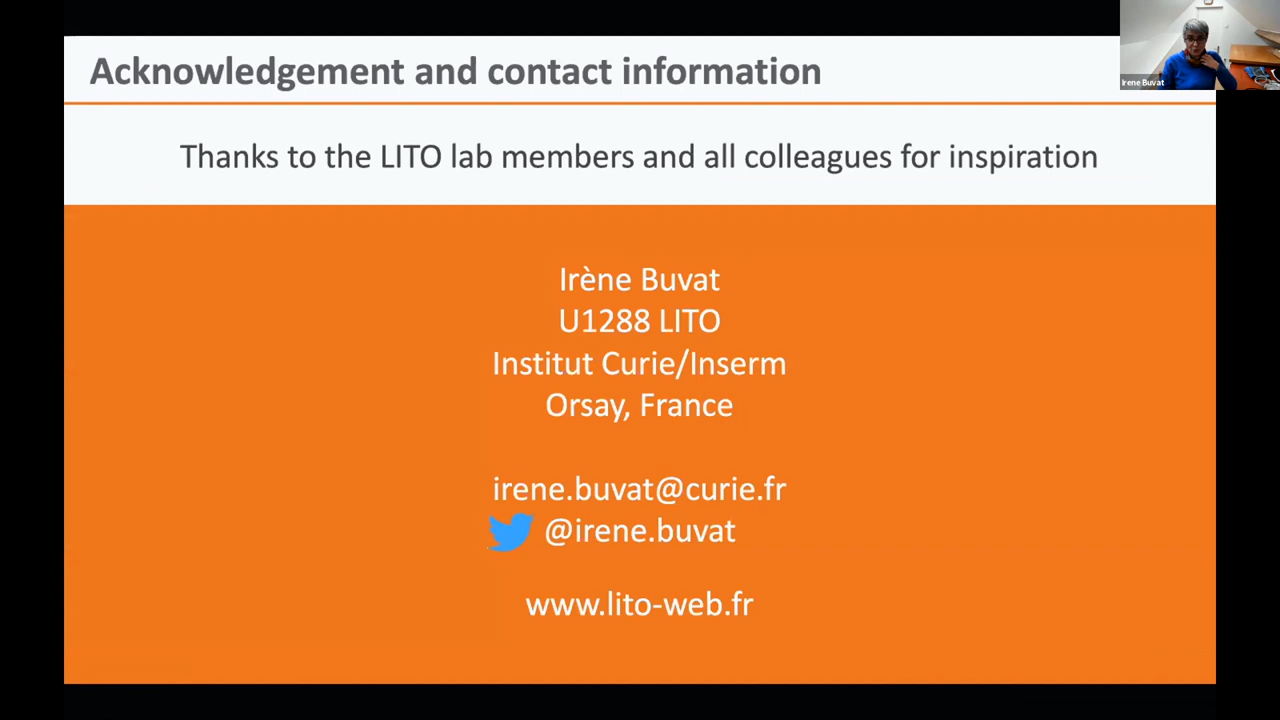 Acknowledgement and contact information
Irene Buvat
Thanks to the LITO lab members and all colleagues for inspiration
Irène Buvat
U1288 LITO
Institut Curie/Inserm
Orsay, France
irene.buvat@curie.fr
@irene.buvat
www.lito-web.fr